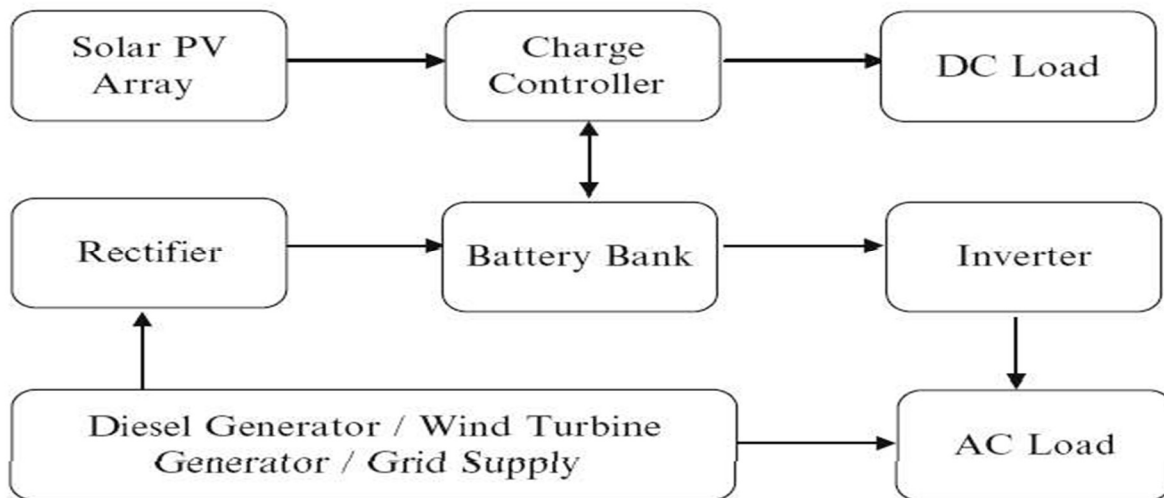 Solar PV
Array
Charge
Controller
DC Load
Rectifier
Battery Bank
Inverter
Diesel Generator / Wind Turbine
Generator / Grid Supply
AC Load